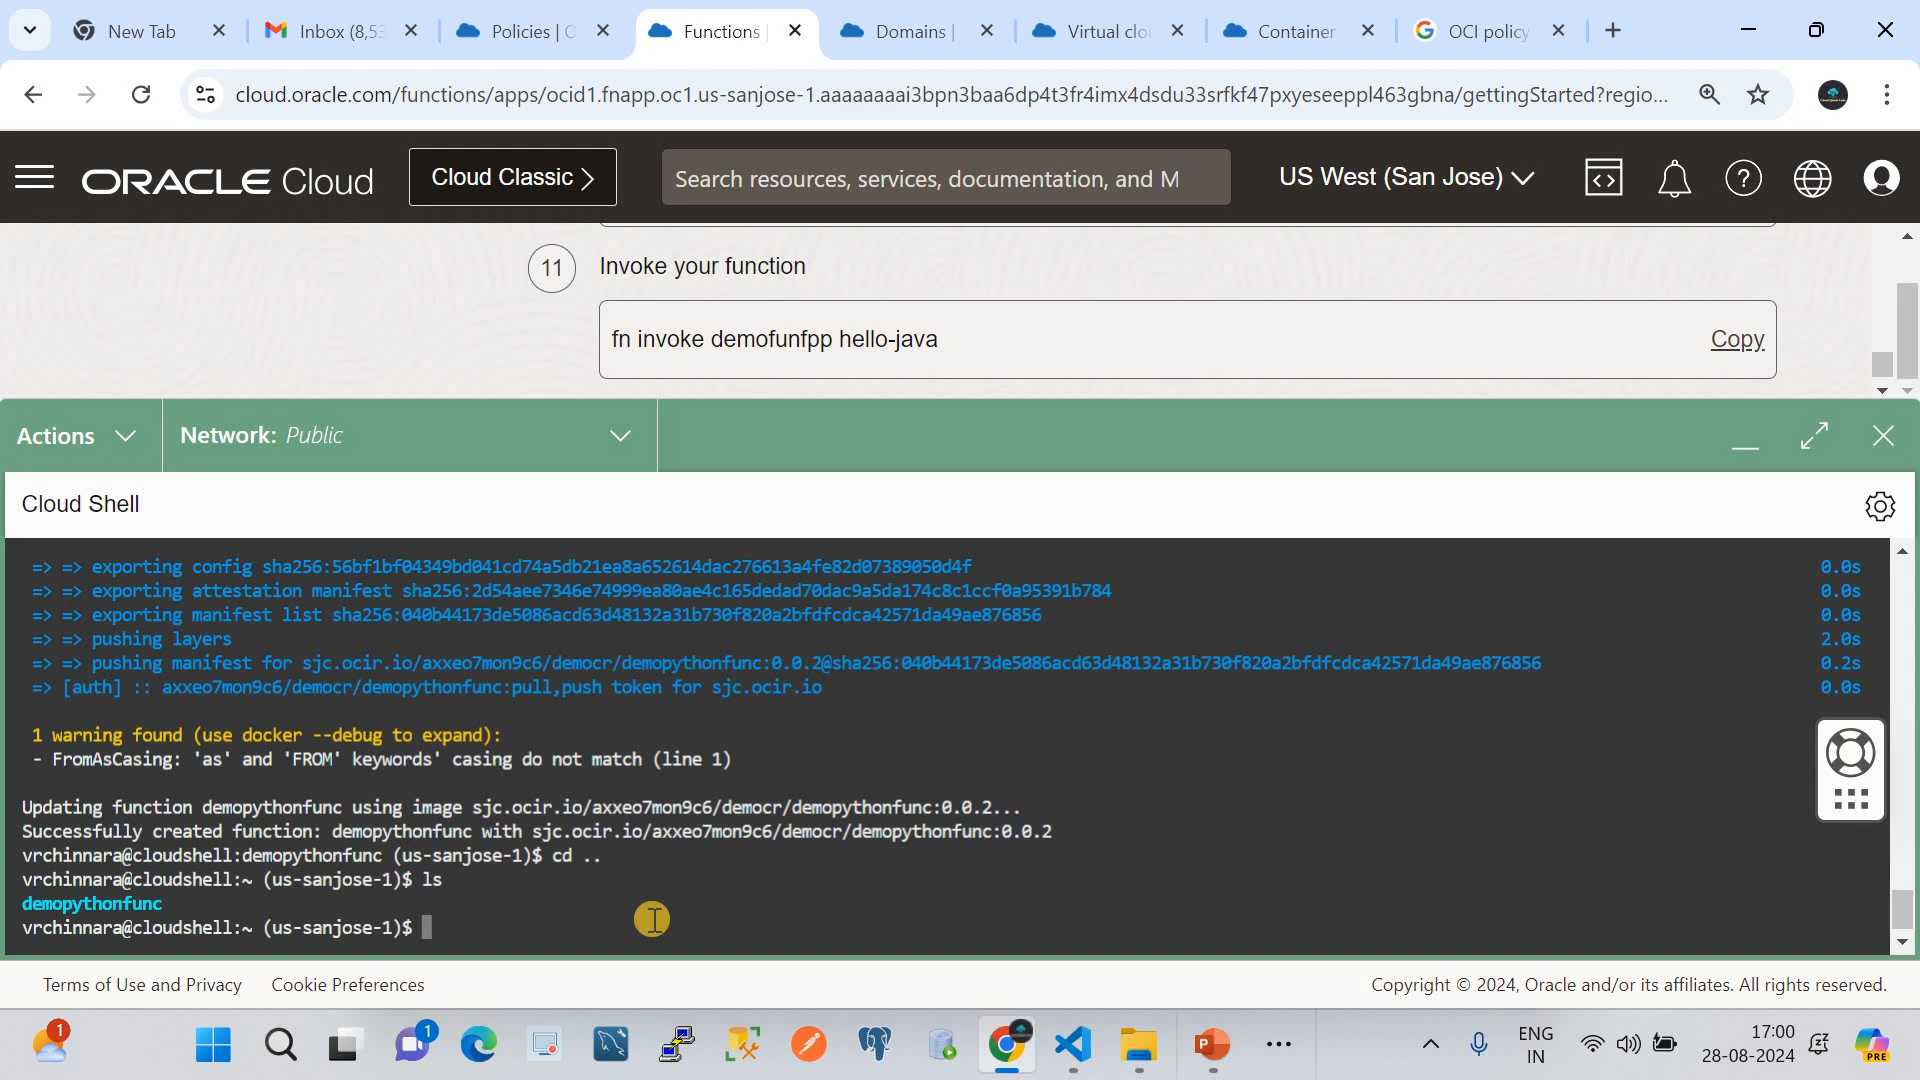 New Tab
Inbox (8,53
Policies | O
Functions |
Domains |
Virtual clo
Container
OCI policy
cloud.oracle.com/functions/apps/ocid1.fnapp.oc1.us-sanjose-1.aaaaaaaai3bpn3baa6dp4t3fr4imx4dsdu33srfkf47pxyeseeppl463gbna/gettingStarted?regio...
ORACLE Cloud
Cloud Classic
Search resources, services, documentation, and M
US West (San Jose)
11
Invoke your function
fn invoke demofunfpp hello-java
Copy
Actions
Network: Public
Cloud Shell
=> => exporting config sha256:56bf1bf04349bd041cd74a5db21ea8a652614dac276613a4fe82d07389050d4f 0.0s
=> => exporting attestation manifest sha256:2d54aee7346e74999ea80ae4c165dedad70dac9a5da174c8c1ccf0a95391b784 0.0s
=> => exporting manifest list sha256:040b44173de5086acd63d48132a31b730f820a2bfdfcdca42571da49ae876856 0.0s
=> => pushing layers 2.0s
=> => pushing manifest for sjc.ocir.io/axxeo7mon9c6/democr/demopythonfunc:0.0.2@sha256:040b44173de5086acd63d48132a31b730f820a2bfdfcdca42571da49ae876856 0.2s
=> [auth] :: axxeo7mon9c6/democr/demopythonfunc:pull,push token for sjc.ocir.io 0.0s
1 warning found (use docker --debug to expand):
- FromAsCasing: 'as' and 'FROM' keywords' casing do not match (line 1)
Updating function demopythonfunc using image sjc.ocir.io/axxeo7mon9c6/democr/demopythonfunc:0.0.2...
Successfully created function: demopythonfunc with sjc.ocir.io/axxeo7mon9c6/democr/demopythonfunc:0.0.2
vrchinnara@cloudshell:demopythonfunc (us-sanjose-1)$ cd ..
vrchinnara@cloudshell:~ (us-sanjose-1)$ ls
demopythonfunc
vrchinnara@cloudshell:~ (us-sanjose-1)$
Terms of Use and Privacy
Cookie Preferences
Copyright © 2024, Oracle and/or its affiliates. All rights reserved.
1
1
ENG
IN
17:00
28-08-2024
PRE